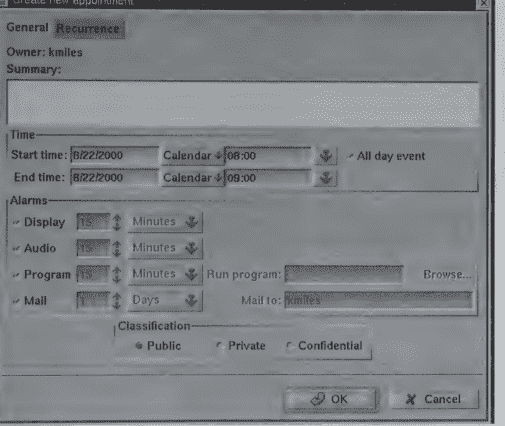 Create new appointment
General Recurrence
Owner: kmiles
Summary:
Time
Start time: 8/22/2000 Calendar 08:00 All day event
End time: 8/22/2000 Calendar 09:00
Alarms
Display 15 Minutes
Audio 15 Minutes
Program 15 Minutes Run program: Browse...
Mail 1 Days Mail to: kmiles
Classification
Public Private Confidential
OK Cancel